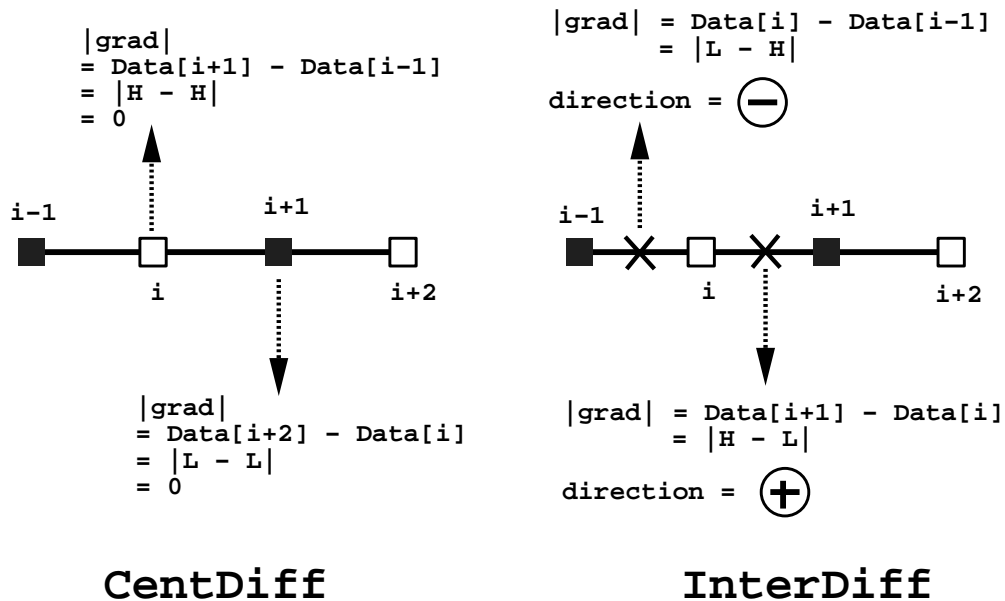 |grad|
= Data[i+1] - Data[i-1]
= |H - H|
= 0
i-1
i+1
i
i+2
|grad|
= Data[i+2] - Data[i]
= |L - L|
= 0
CentDiff
|grad| = Data[i] - Data[i-1]
= |L - H|
direction = −
i-1
i+1
i
i+2
|grad| = Data[i+1] - Data[i]
= |H - L|
direction = +
InterDiff